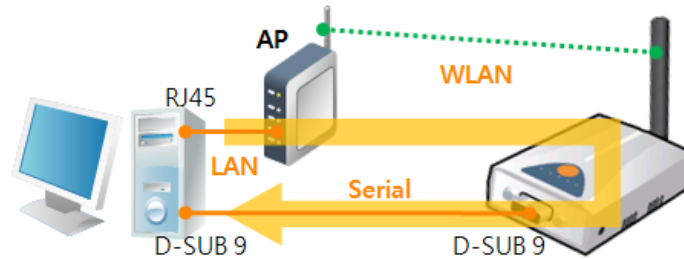 AP
WLAN
RJ45
LAN
Serial
D-SUB 9
D-SUB 9